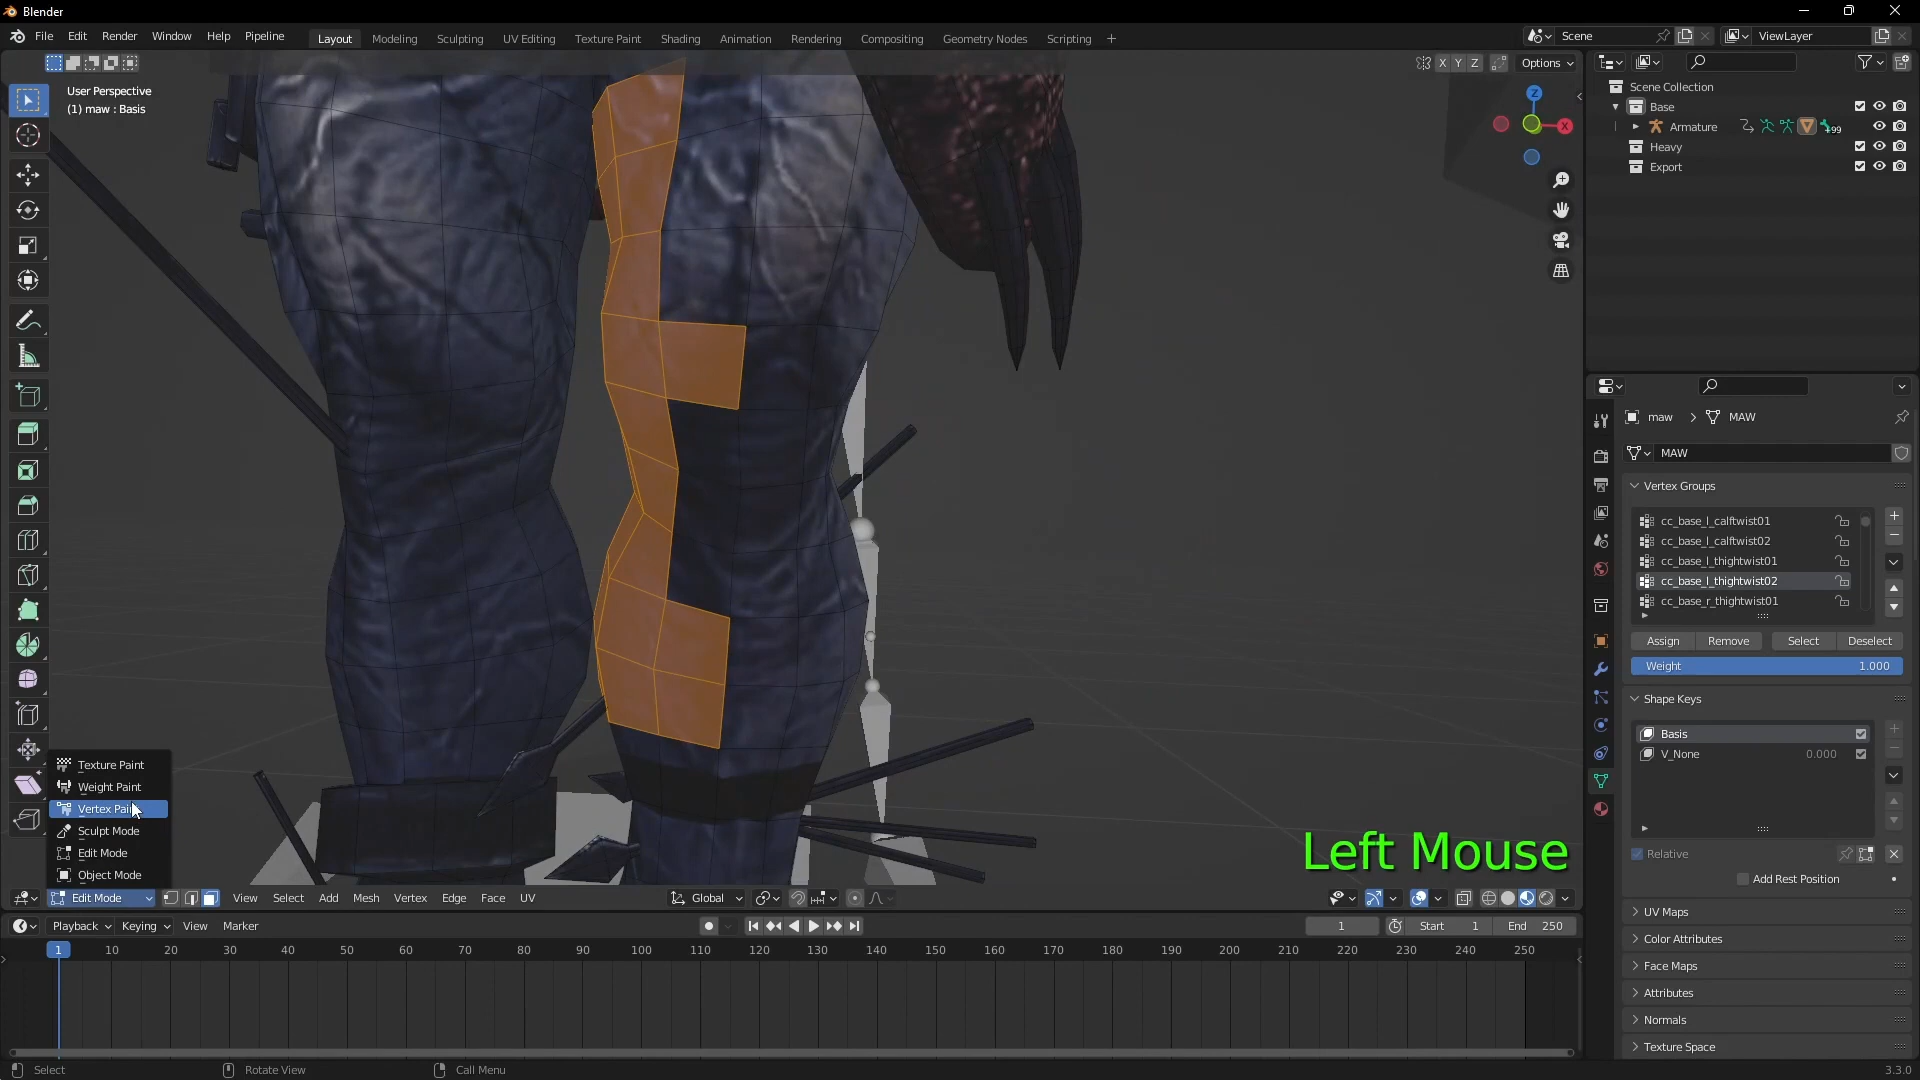 Blender
File Edit Render Window Help Pipeline Layout Modeling Sculpting UV Editing Texture Paint Shading Animation Rendering Compositing Geometry Nodes Scripting + Scene ViewLayer
X Y Z Options
User Perspective
(1) maw : Basis
Z
X
Scene Collection
Base
Armature 99
Heavy
Export
maw > MAW
MAW
Vertex Groups
cc_base_l_calftwist01
cc_base_l_calftwist02
cc_base_l_thightwist01
cc_base_l_thightwist02
cc_base_r_thightwist01
Assign Remove Select Deselect
Weight 1.000
Shape Keys
Basis
V_None 0.000
Relative
Add Rest Position
UV Maps
Color Attributes
Face Maps
Attributes
Normals
Texture Space
Texture Paint
Weight Paint
Vertex Paint
Sculpt Mode
Edit Mode
Object Mode
Left Mouse
Edit Mode View Select Add Mesh Vertex Edge Face UV Global
Playback Keying View Marker 1 Start 1 End 250
1 10 20 30 40 50 60 70 80 90 100 110 120 130 140 150 160 170 180 190 200 210 220 230 240 250
Select Rotate View Call Menu 3.3.0